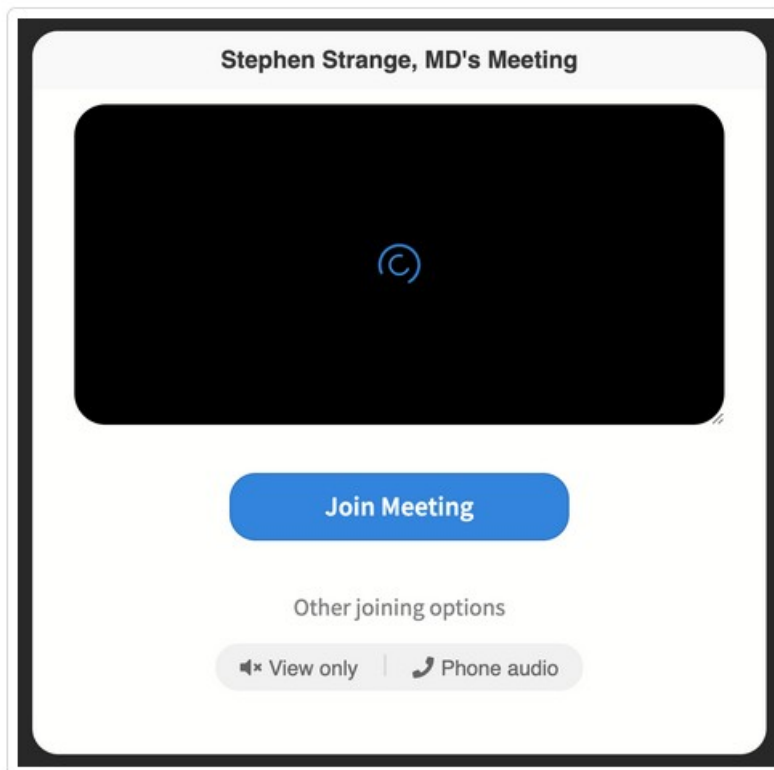 Stephen Strange, MD's Meeting
Join Meeting
Other joining options
View only
Phone audio